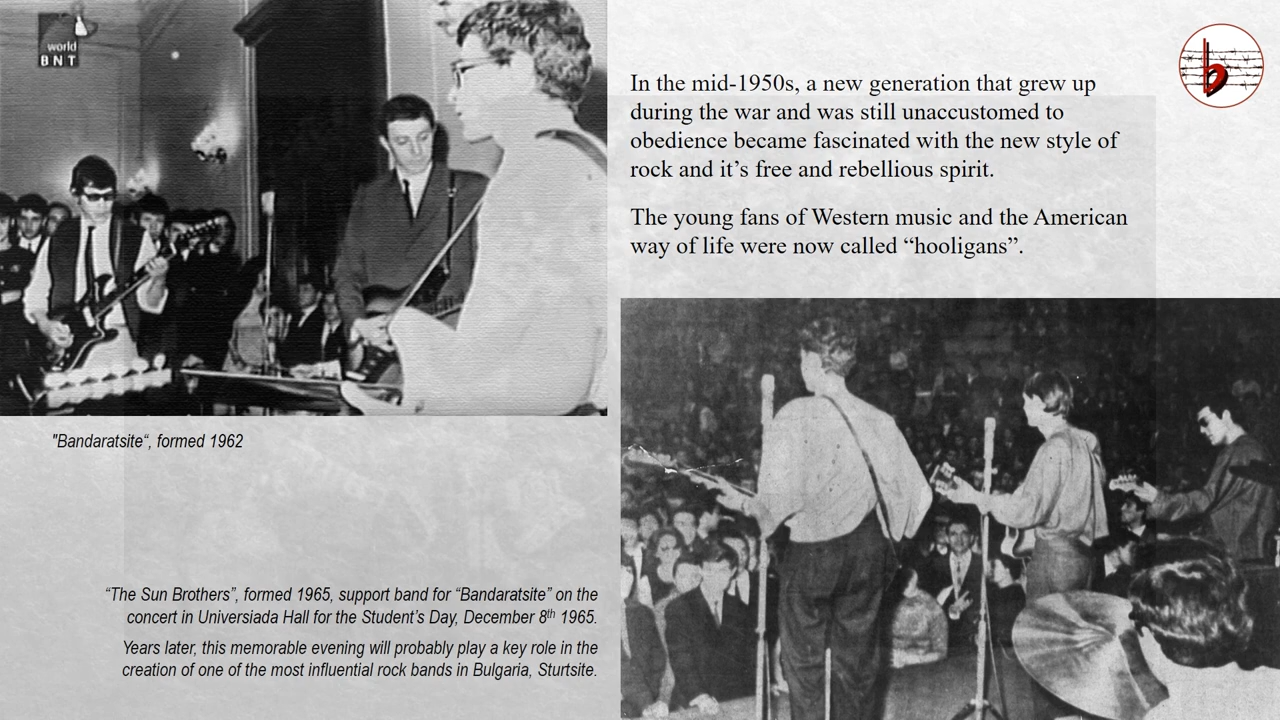 world
BNT
In the mid-1950s, a new generation that grew up
during the war and was still unaccustomed to
obedience became fascinated with the new style of
rock and it’s free and rebellious spirit.
The young fans of Western music and the American
way of life were now called “hooligans”.
"Bandaratsite“, formed 1962
“The Sun Brothers”, formed 1965, support band for “Bandaratsite” on the
concert in Universiada Hall for the Student’s Day, December 8th 1965.
Years later, this memorable evening will probably play a key role in the
creation of one of the most influential rock bands in Bulgaria, Sturtsite.